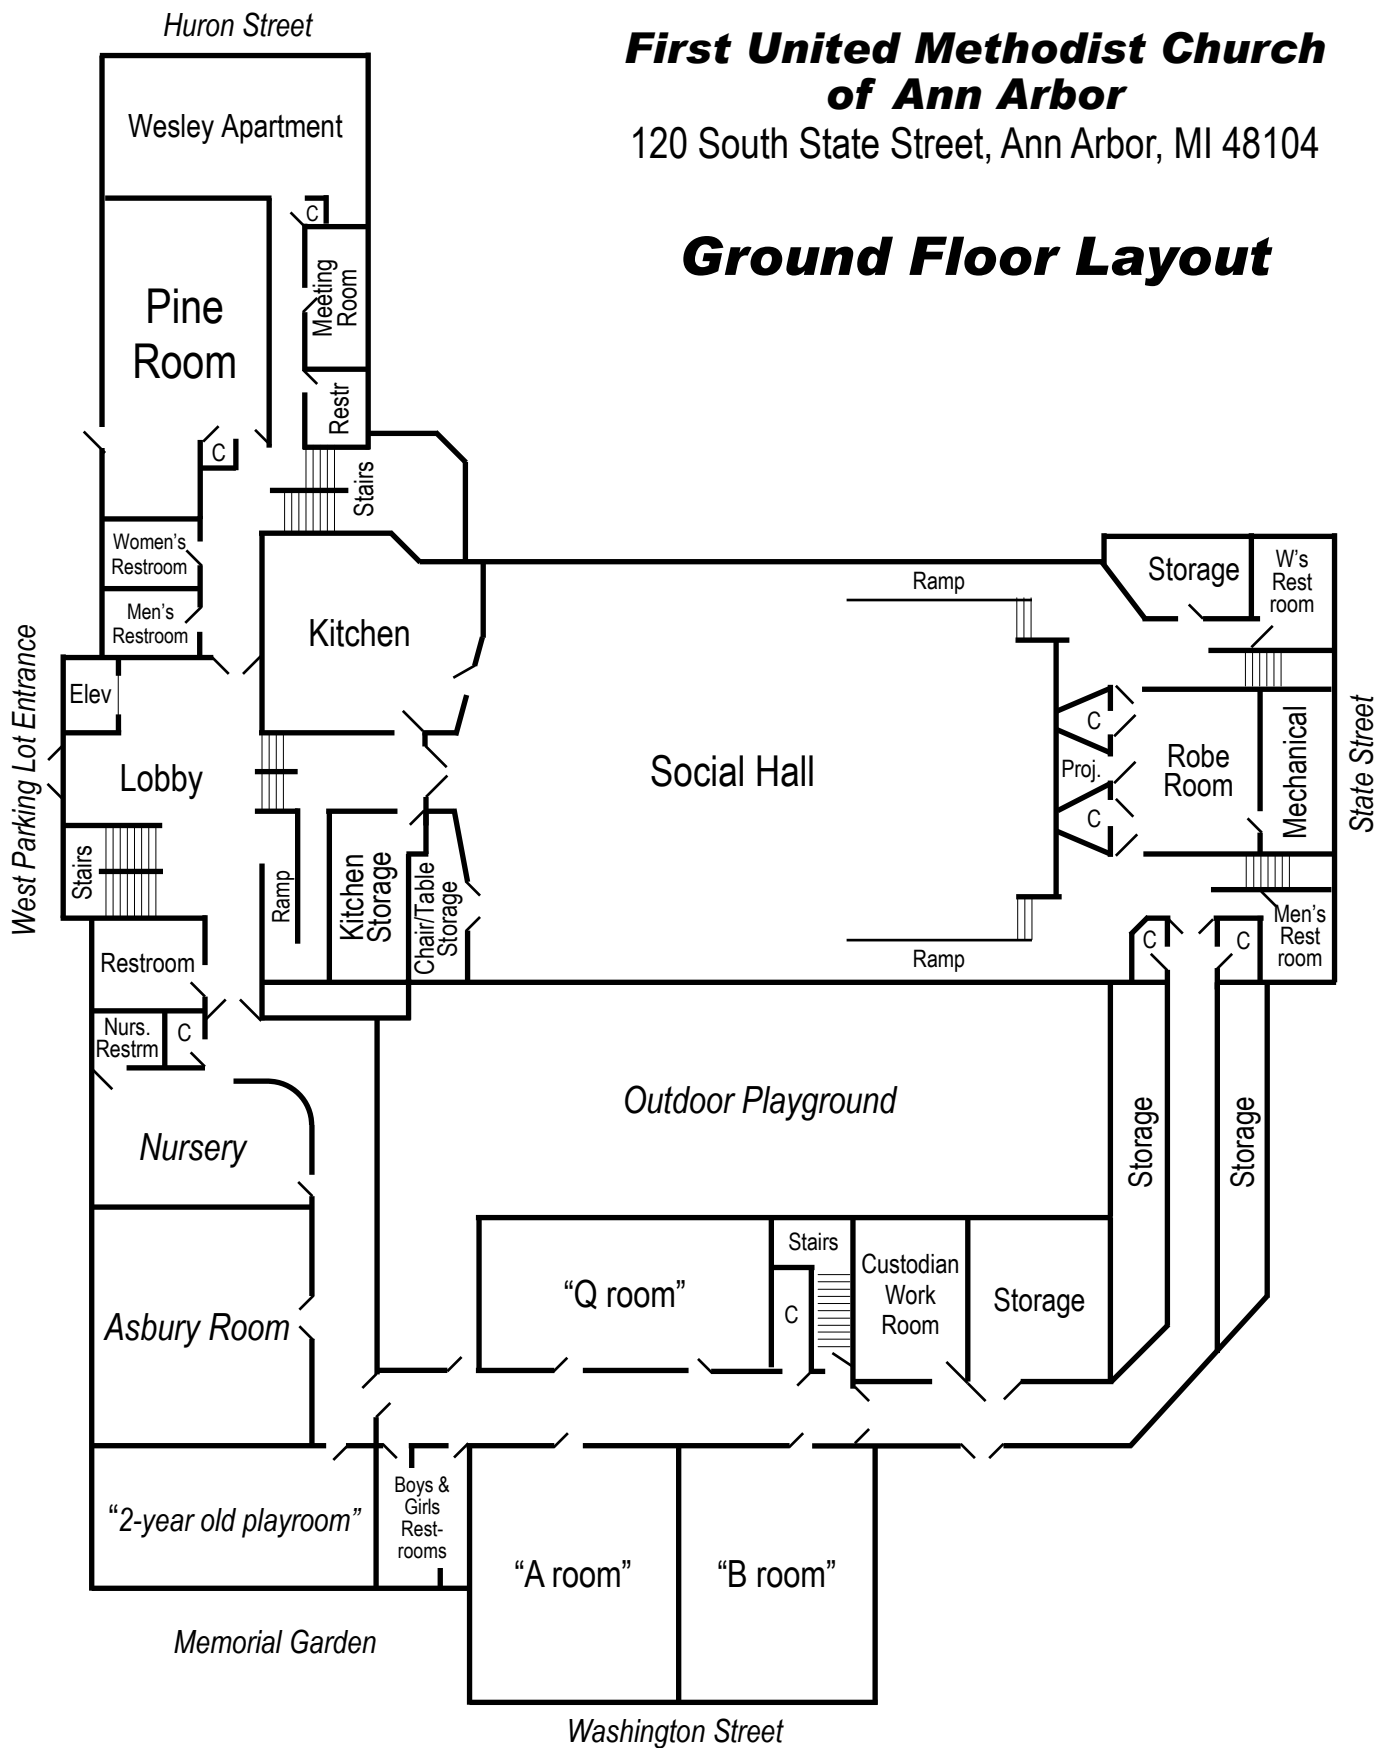 Huron Street
First United Methodist Church
of Ann Arbor
120 South State Street, Ann Arbor, MI 48104
Ground Floor Layout
Wesley Apartment
C
Meeting
Room
Pine
Room
Restr
C
Stairs
Women's
Restroom
Men's
Restroom
Kitchen
Ramp
Storage
W's
Rest
room
West Parking Lot Entrance
Elev
Lobby
Stairs
Social Hall
C
Proj.
C
Robe
Room
Mechanical
State Street
Ramp
Kitchen
Storage
Chair/Table
Storage
Ramp
C
C
Men's
Rest
room
Restroom
Nurs.
Restrm
C
Nursery
Outdoor Playground
Storage
Storage
Asbury Room
“Q room”
Stairs
C
Custodian
Work
Room
Storage
“2-year old playroom”
Boys &
Girls
Rest-
rooms
“A room”
“B room”
Memorial Garden
Washington Street